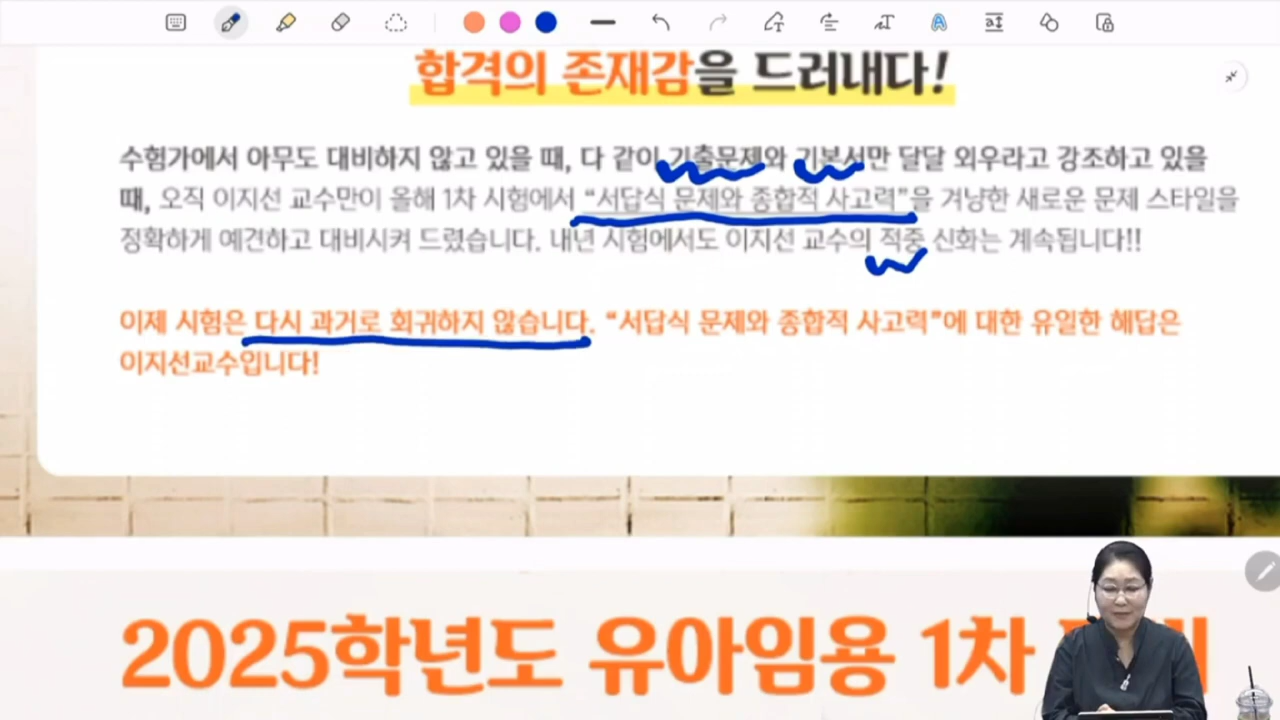 합격의 존재감을 드러내다!
수험가에서 아무도 대비하지 않고 있을 때, 다 같이 기출문제와 기본서만 달달 외우라고 강조하고 있을
때, 오직 이지선 교수만이 올해 1차 시험에서 “서답식 문제와 종합적 사고력”을 겨냥한 새로운 문제 스타일을
정확하게 예견하고 대비시켜 드렸습니다. 내년 시험에서도 이지선 교수의 적중 신화는 계속됩니다!!
이제 시험은 다시 과거로 회귀하지 않습니다. “서답식 문제와 종합적 사고력”에 대한 유일한 해답은
이지선교수입니다!
2025학년도 유아임용 1차